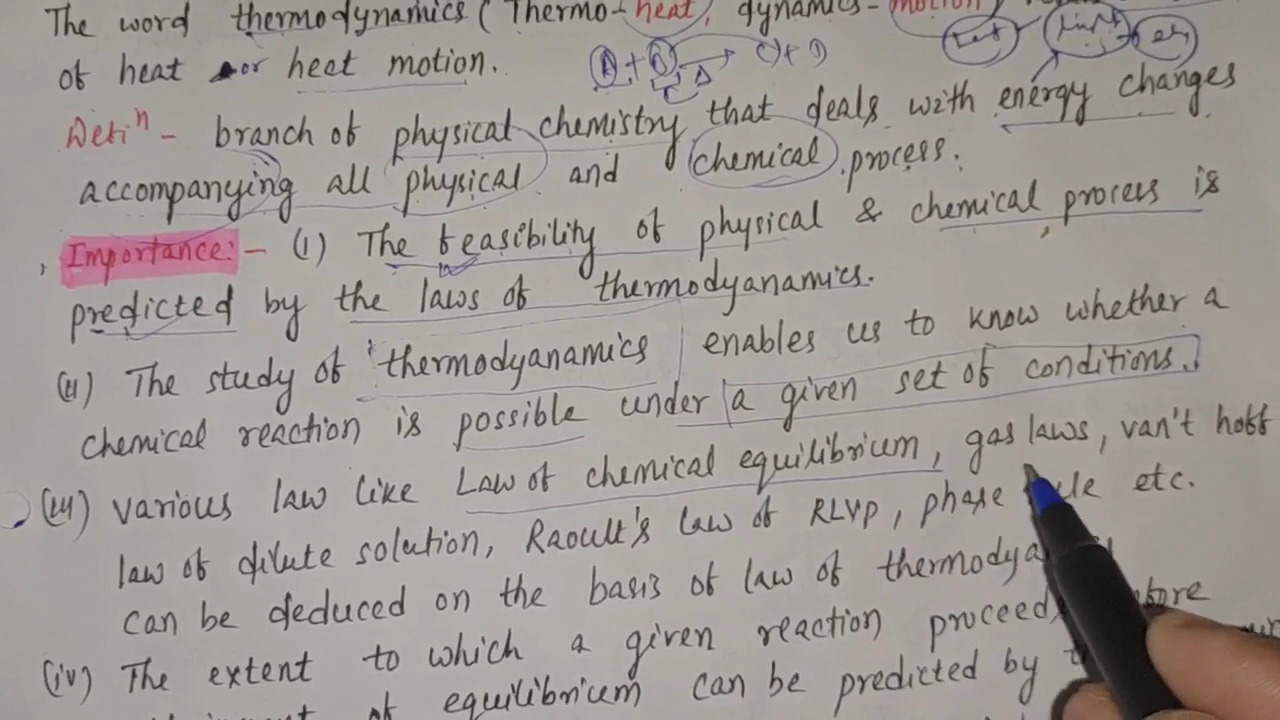 The word thermodynamics (Thermo- heat, dynamics - motion)
of heat or heat motion.
A + B → C + D
Defiⁿ - branch of physical chemistry that deals with energy changes
accompanying all physical and chemical process.
Importance:- (i) The feasibility of physical & chemical process is
predicted by the laws of thermodyanamics.
(ii) The study of thermodyanamics enables us to know whether a
chemical reaction is possible under a given set of conditions.
(iii) various law like Law of chemical equilibrium, gas laws, van't hoff
law of dilute solution, Raoult's law of RLVP, phase etc.
can be deduced on the basis of law of
(iv) The extent to which a given reaction proceed
of equilibrium can be predicted by